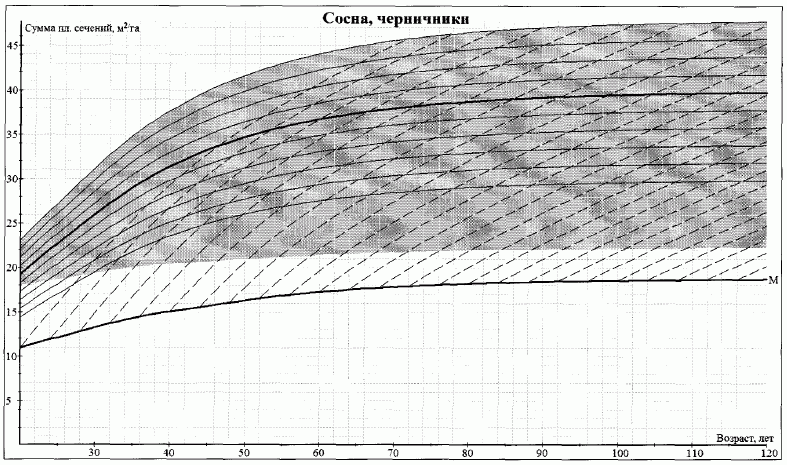 Сосна, черничники
Сумма пл. сечений, м²/га
45
40
35
30
25
20
15
10
5
М
Возраст, лет
30 40 50 60 70 80 90 100 110 120